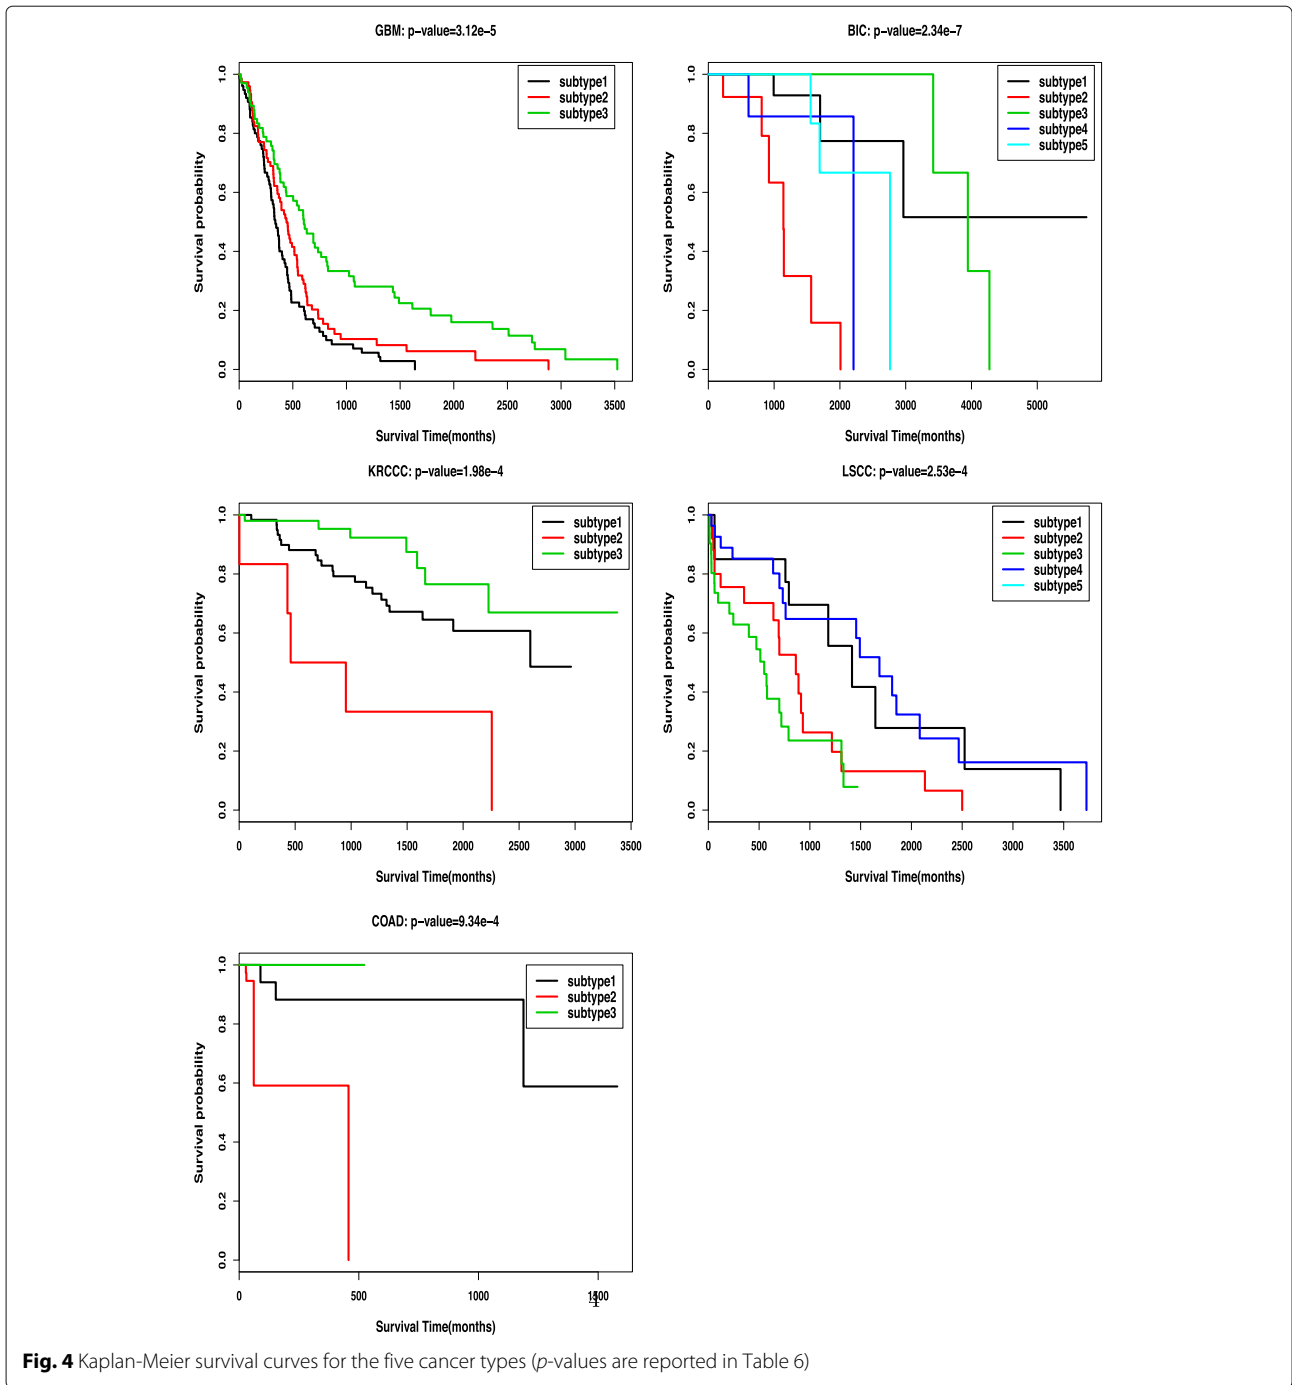 GBM: p−value=3.12e−5
Survival probability
0.0 0.2 0.4 0.6 0.8 1.0
subtype1
subtype2
subtype3
0 500 1000 1500 2000 2500 3000 3500
Survival Time(months)
BIC: p−value=2.34e−7
Survival probability
0.0 0.2 0.4 0.6 0.8 1.0
subtype1
subtype2
subtype3
subtype4
subtype5
0 1000 2000 3000 4000 5000
Survival Time(months)
KRCCC: p−value=1.98e−4
Survival probability
0.0 0.2 0.4 0.6 0.8 1.0
subtype1
subtype2
subtype3
0 500 1000 1500 2000 2500 3000 3500
Survival Time(months)
LSCC: p−value=2.53e−4
Survival probability
0.0 0.2 0.4 0.6 0.8 1.0
subtype1
subtype2
subtype3
subtype4
subtype5
0 500 1000 1500 2000 2500 3000 3500
Survival Time(months)
COAD: p−value=9.34e−4
Survival probability
0.0 0.2 0.4 0.6 0.8 1.0
subtype1
subtype2
subtype3
0 500 1000 1500
4
Survival Time(months)
Fig. 4 Kaplan-Meier survival curves for the five cancer types (p-values are reported in Table 6)